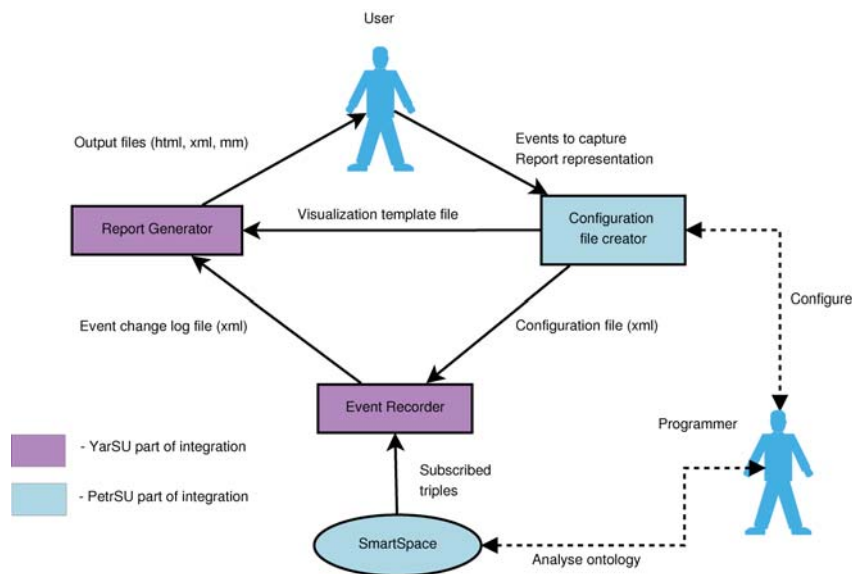 User
Output files (html, xml, mm)
Events to capture
Report representation
Visualization template file
Report Generator
Configuration
file creator
Configure
Event change log file (xml)
Configuration file (xml)
Event Recorder
Programmer
- YarSU part of integration
- PetrSU part of integration
Subscribed
triples
SmartSpace
Analyse ontology